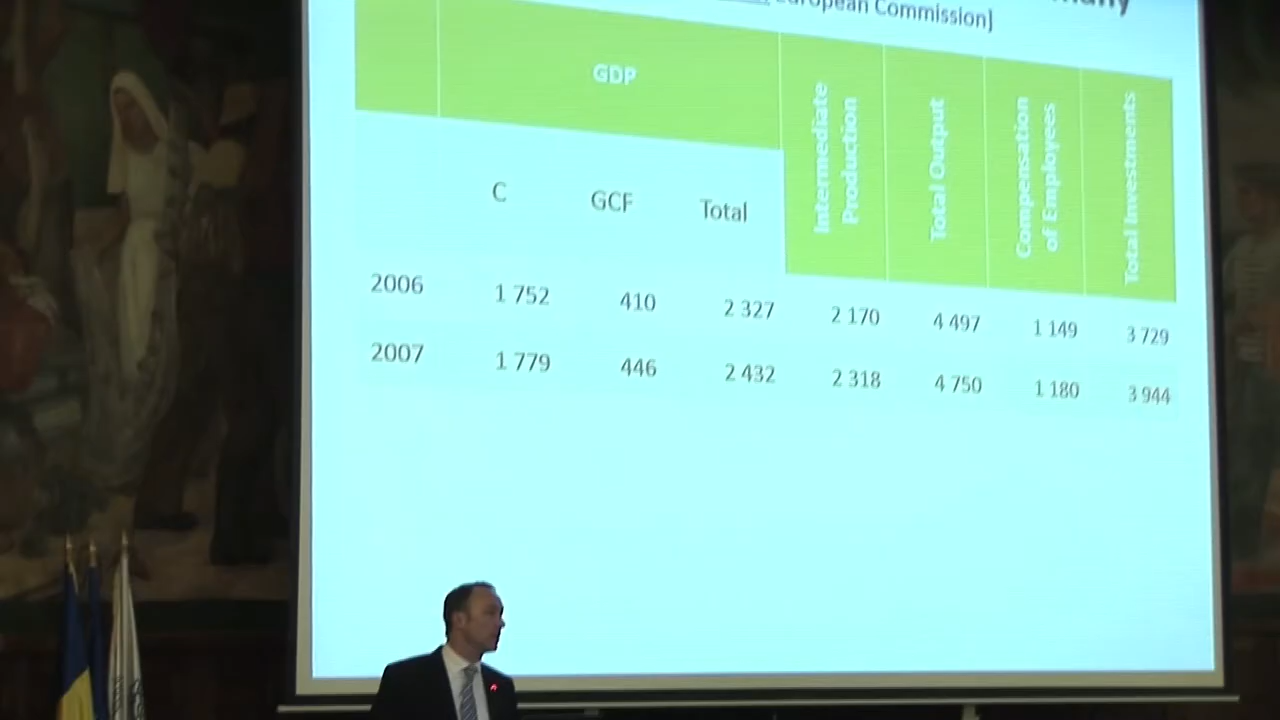 European Commission]
GDP
Intermediate
Production
Total Output
Compensation
of Employees
Total Investments
C GCF Total
2006 1 752 410 2 327 2 170 4 497 1 149 3 729
2007 1 779 446 2 432 2 318 4 750 1 180 3 944